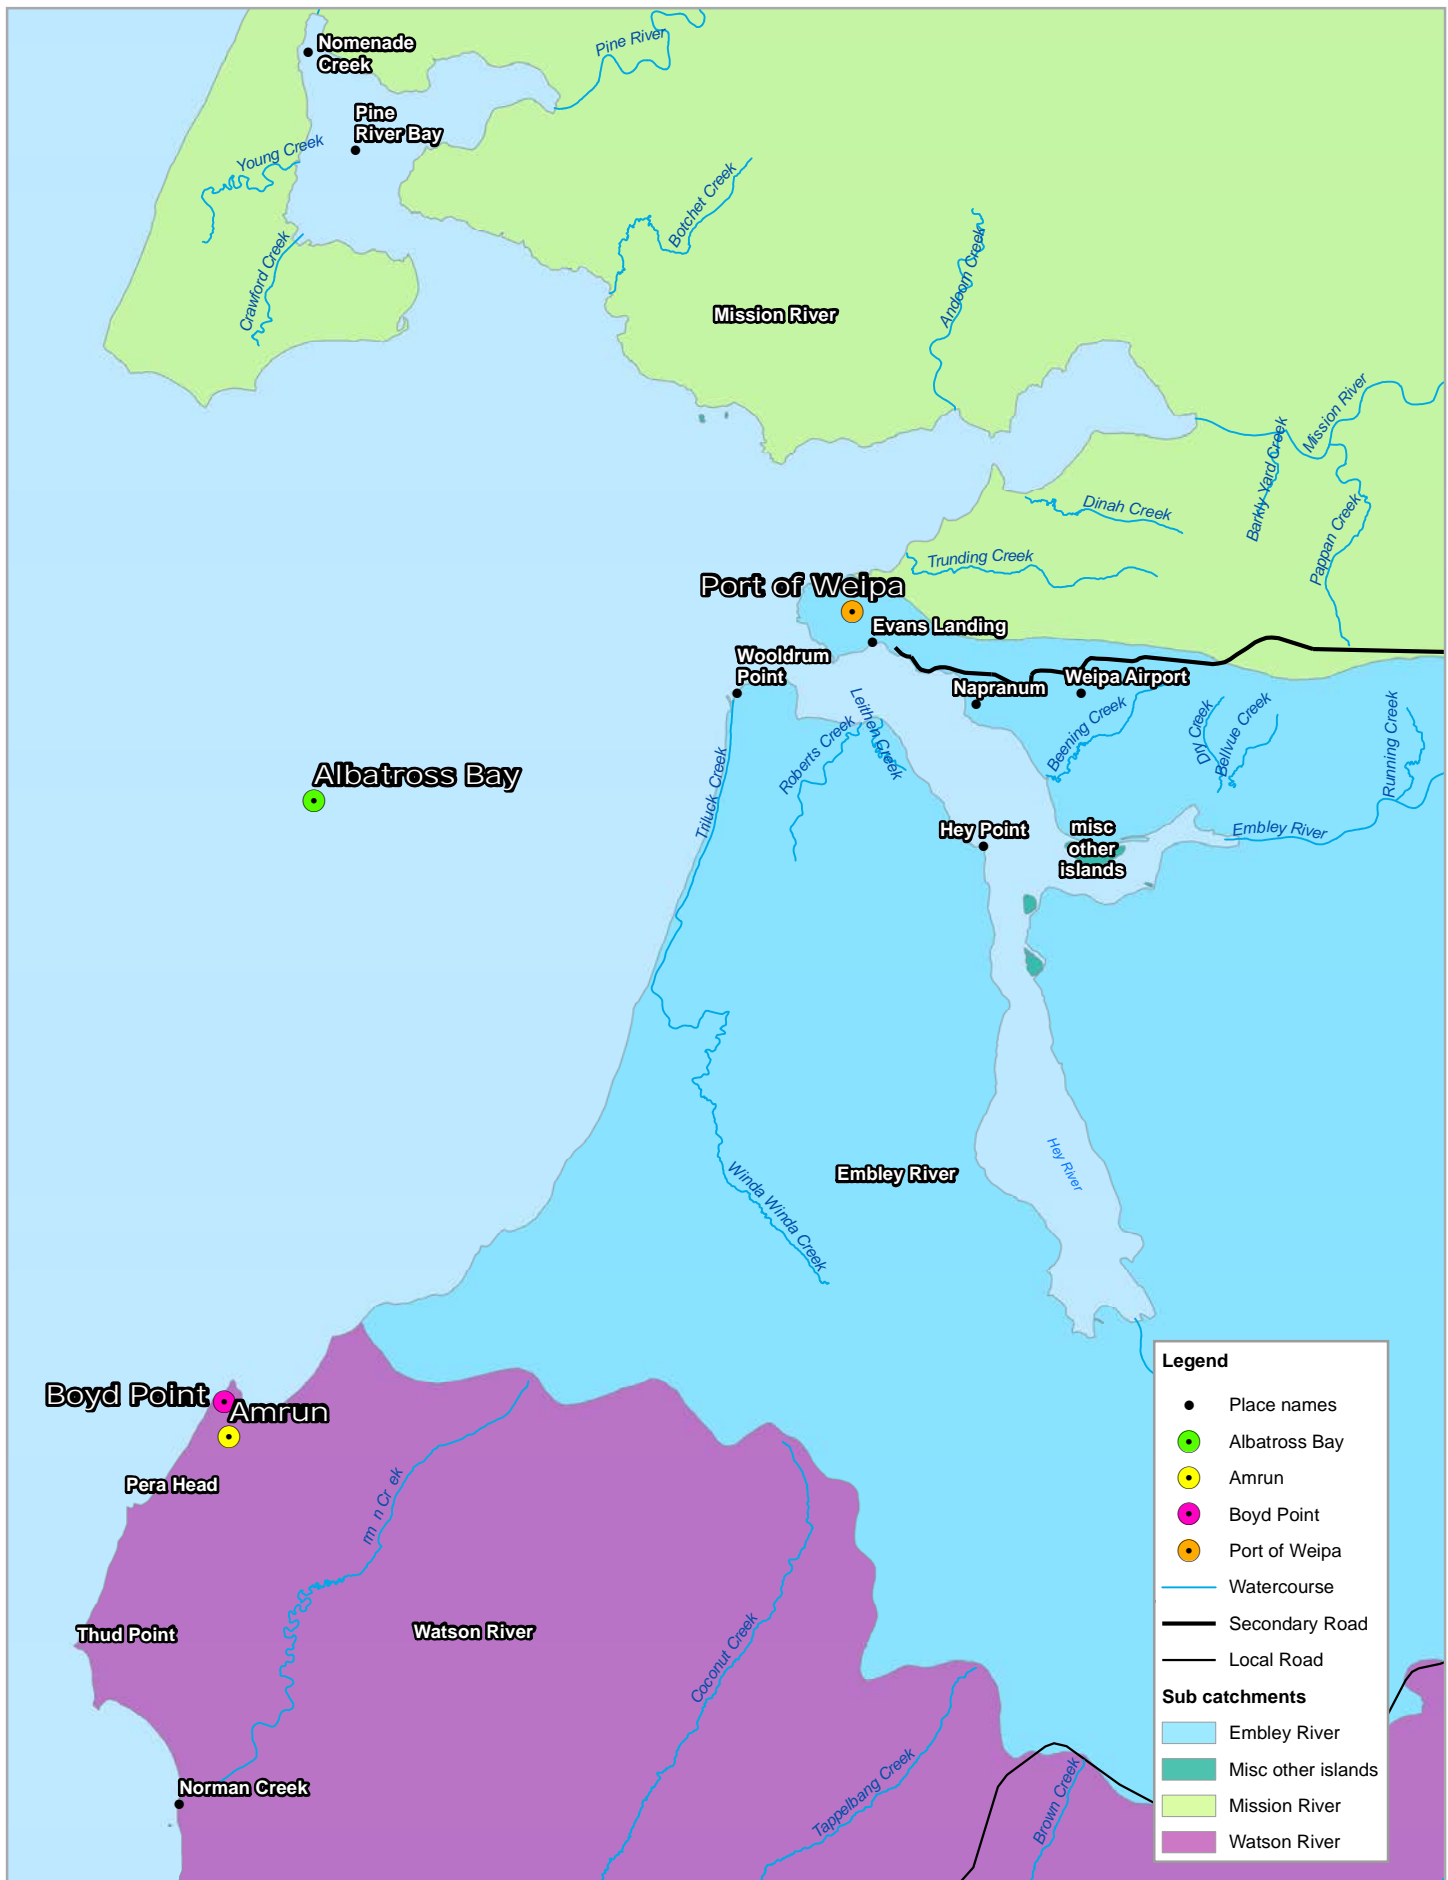 Nomenade
Creek
Pine River
Pine
River Bay
Young Creek
Botchet Creek
Crawford Creek
Andoom Creek
Mission River
Mission River
Barkly Yard Creek
Dinah Creek
Pappan Creek
Trunding Creek
Port of Weipa
Evans Landing
Wooldrum
Point
Napranum
Weipa Airport
Leithen Creek
Roberts Creek
Beening Creek
Dry Creek
Bellvue Creek
Running Creek
Triluck Creek
Albatross Bay
Hey Point
misc
other
islands
Embley River
Hey River
Embley River
Winda Winda Creek
Boyd Point
Amrun
Pera Head
rm n Cr ek
Thud Point
Watson River
Coconut Creek
Norman Creek
Tappelbang Creek
Brown Creek
Legend
Place names
Albatross Bay
Amrun
Boyd Point
Port of Weipa
Watercourse
Secondary Road
Local Road
Sub catchments
Embley River
Misc other islands
Mission River
Watson River